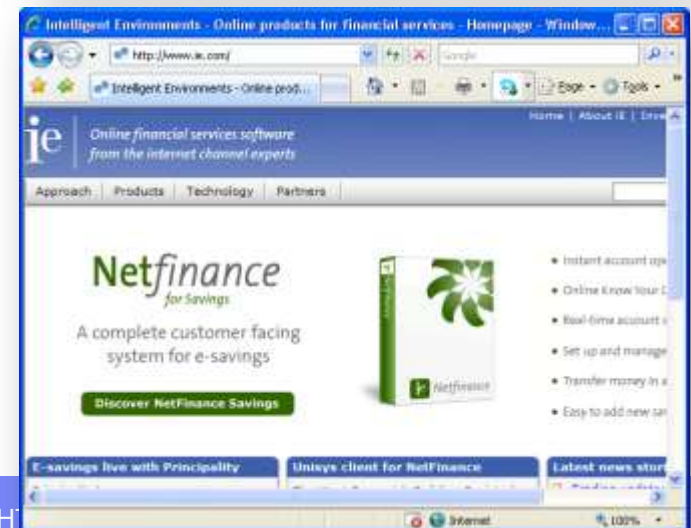 Intelligent Environments - Online products for financial services - Homepage - Window...
http://www.ie.com/
Google
Intelligent Environments - Online prod...
Page
Tools
Home | About IE |
ie
Online financial services software
from the internet channel experts
Approach
Products
Technology
Partners
Netfinance
for Savings
A complete customer facing
system for e-savings
Discover NetFinance Savings
Netfinance
Instant account
Online Know Your
Real-time account
Set up and manage
Transfer money in a
Easy to add new
E-savings live with Principality
Unisys client for NetFinance
Latest news
Internet
100%